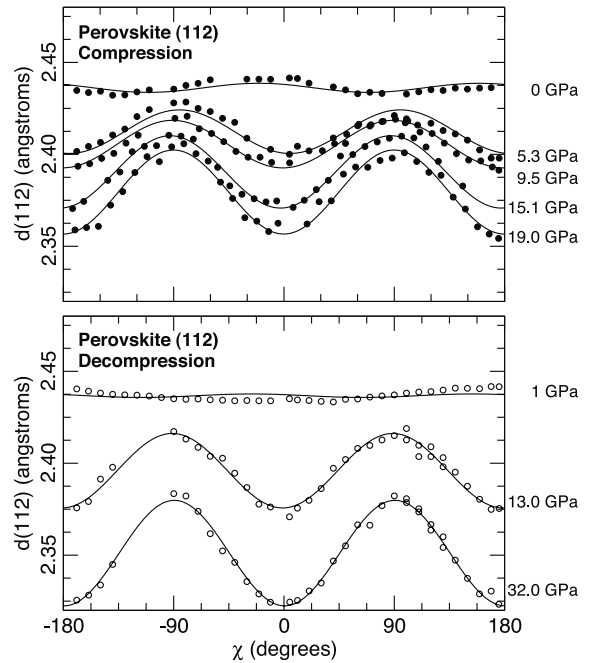 Perovskite (112)
Compression
d(112) (angstroms)
2.45
2.40
2.35
0 GPa
5.3 GPa
9.5 GPa
15.1 GPa
19.0 GPa
Perovskite (112)
Decompression
d(112) (angstroms)
2.45
2.40
2.35
1 GPa
13.0 GPa
32.0 GPa
-180 -90 0 90 180
χ (degrees)